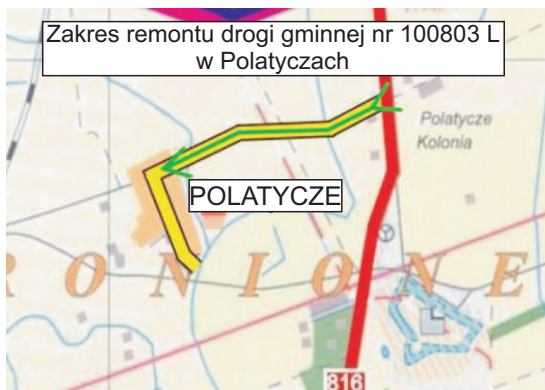 Zakres remontu drogi gminnej nr 100803 L
w Polatyczach
Polatycze
Kolonia
POLATYCZE
R O N I O N E
816